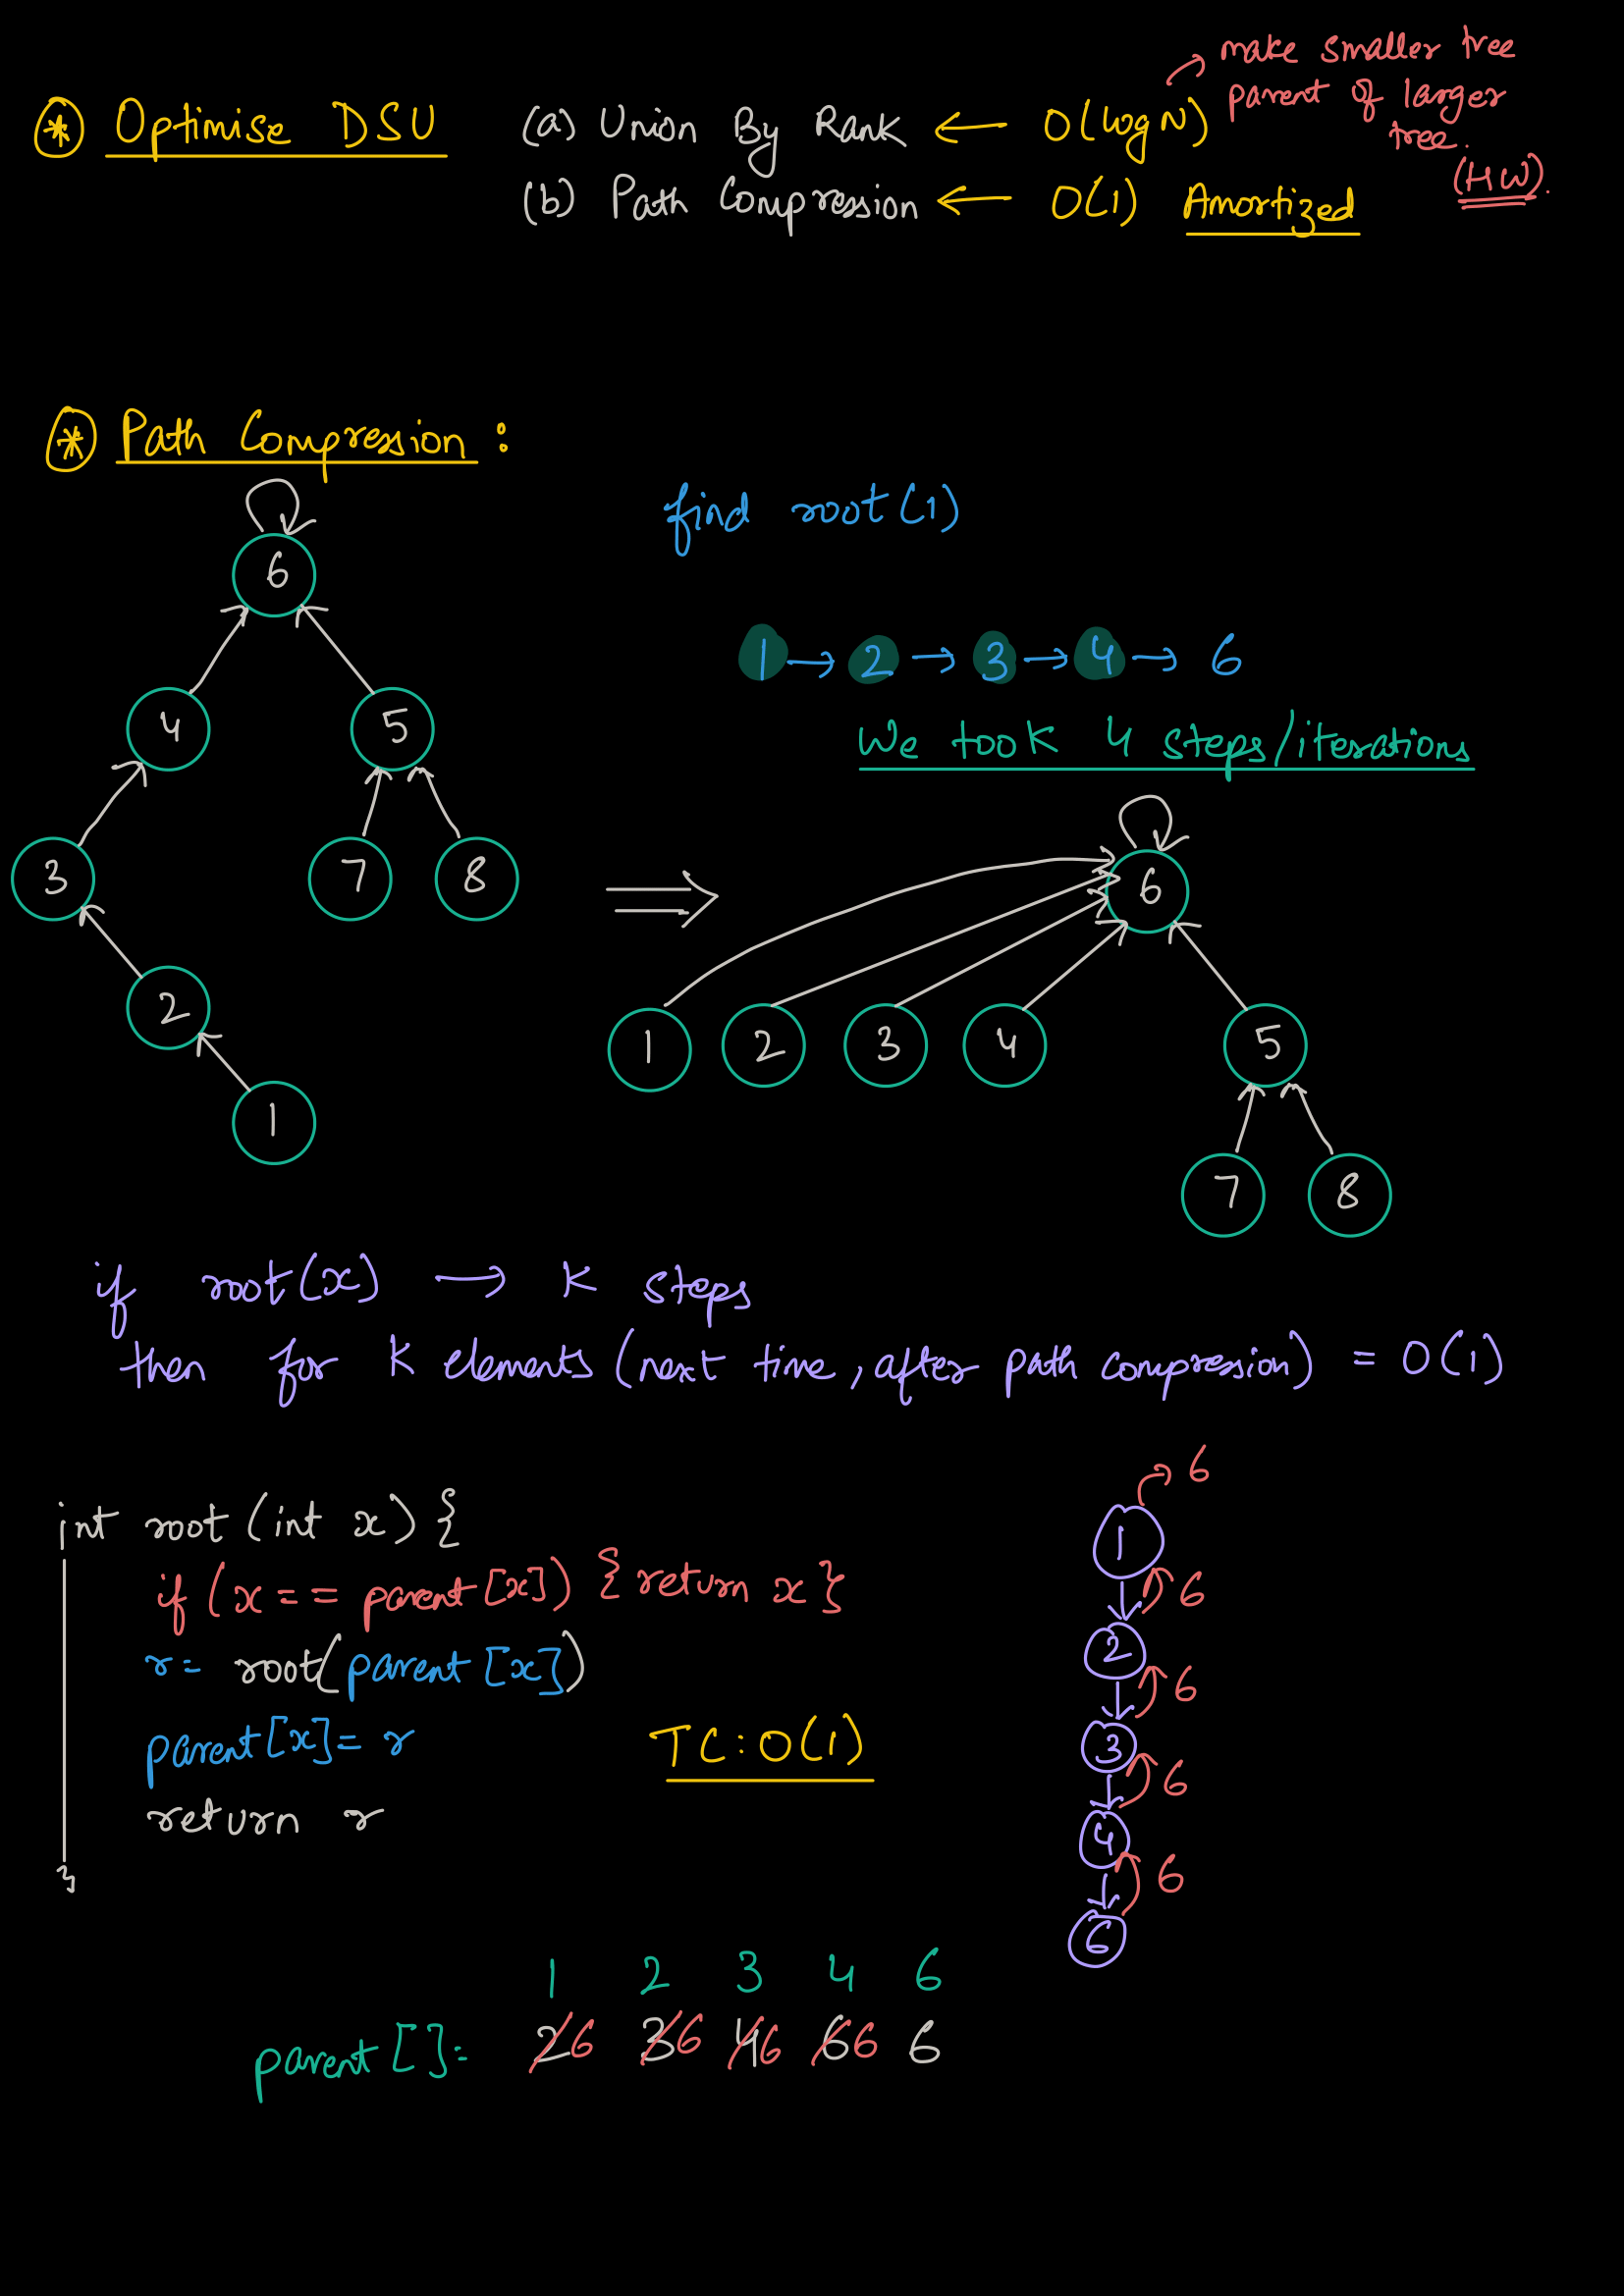 make smaller tree
parent of larger
tree.
(HW).
* Optimise DSU (a) Union By Rank ← O(log N)
(b) Path Compression ← O(1) Amortized
* Path Compression :
find root(1)
6
1 → 2 → 3 → 4 → 6
4 5
We took 4 steps/iterations
3 7 8
⇒ 6
2
1 2 3 4 5
1
7 8
if root(x) → K steps
then for K elements (next time, after path compression) = O(1)
int root (int x) {
if (x == parent[x]) { return x }
r = root(parent [x])
parent[x] = r
return r
}
TC: O(1)
6
1
6
2
6
3
6
4
6
6
1 2 3 4 6
parent []: 2 6 3 6 4 6 6 6 6